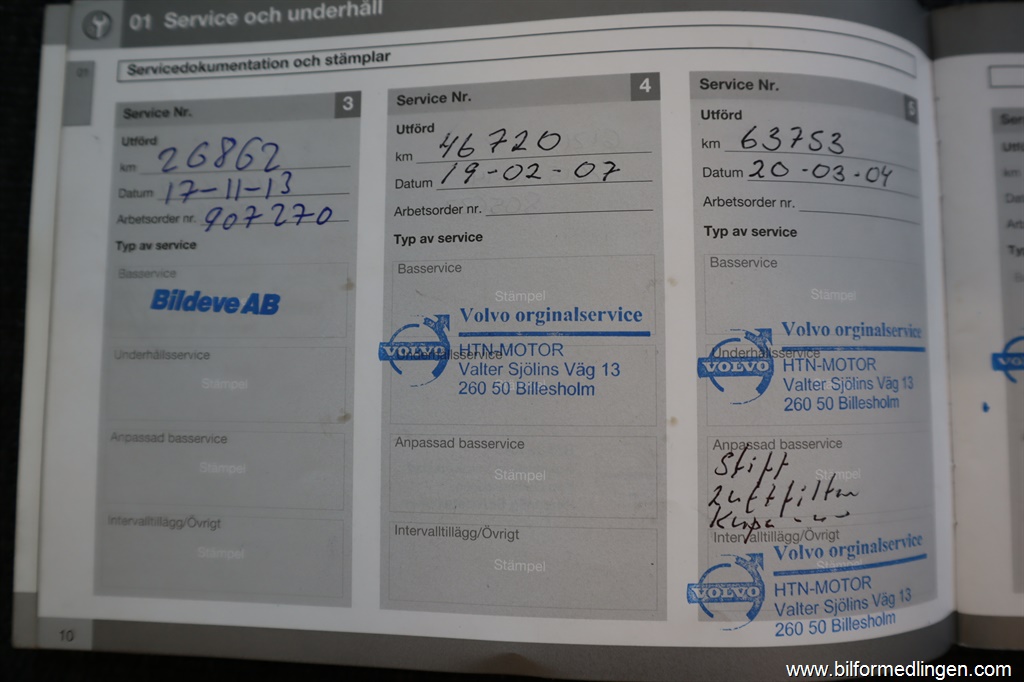 01 Service och underhåll
01
Servicedokumentation och stämplar
Service Nr. 3
Utförd
km 26862
Datum 17-11-13
Arbetsorder nr. 907270
Typ av service
Basservice
Bildeve AB
Underhållsservice
Stämpel
Anpassad basservice
Stämpel
Intervalltillägg/Övrigt
Stämpel
Service Nr. 4
Utförd
km 46720
Datum 19-02-07
Arbetsorder nr.
Typ av service
Basservice
Stämpel
Volvo orginalservice
VOLVO
Underhållsservice
HTN-MOTOR
Valter Sjölins Väg 13
260 50 Billesholm
Anpassad basservice
Stämpel
Intervalltillägg/Övrigt
Stämpel
Service Nr. 5
Utförd
km 63753
Datum 20-03-04
Arbetsorder nr.
Typ av service
Basservice
Stämpel
Volvo orginalservice
Underhållsservice
VOLVO
HTN-MOTOR
Valter Sjölins Väg 13
260 50 Billesholm
Anpassad basservice
Stift
Stämpel
Luftfilter
Intervalltillägg/Övrigt
Volvo orginalservice
VOLVO
HTN-MOTOR
Valter Sjölins Väg 13
260 50 Billesholm
10
www.bilformedlingen.com